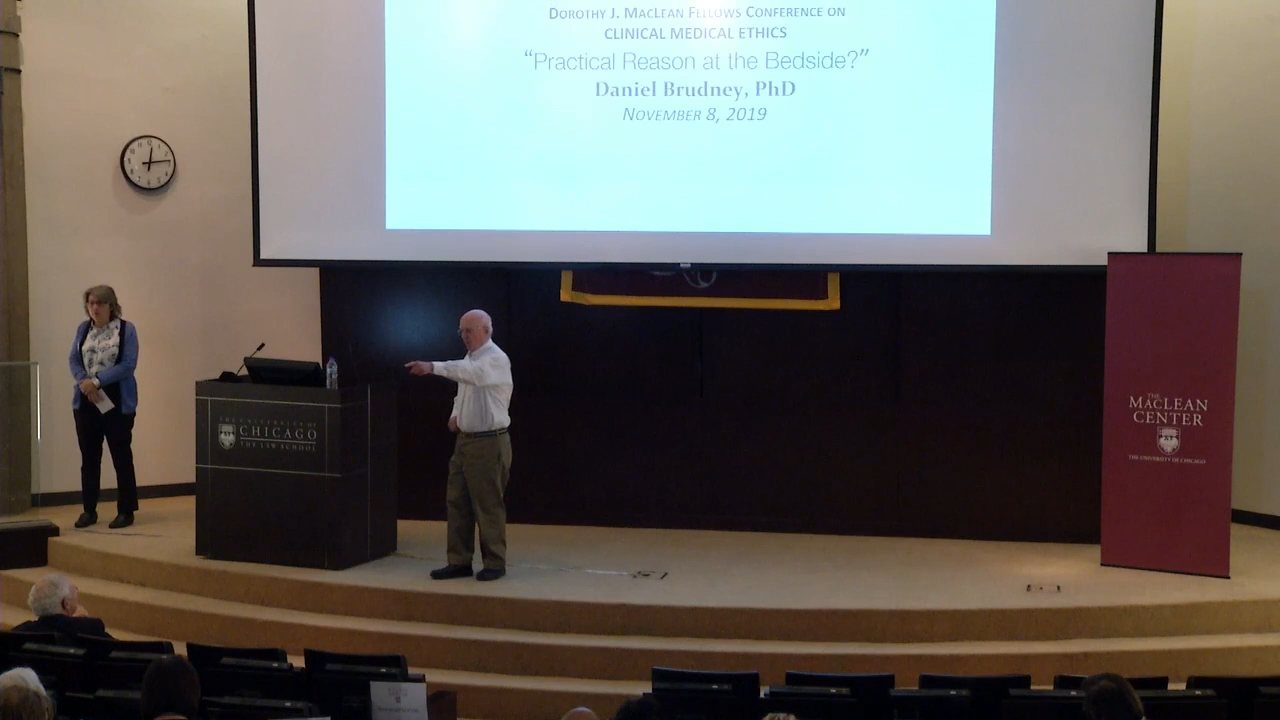 DOROTHY J. MACLEAN FELLOWS CONFERENCE ON
CLINICAL MEDICAL ETHICS
“Practical Reason at the Bedside?”
Daniel Brudney, PhD
NOVEMBER 8, 2019
THE UNIVERSITY OF
CHICAGO
THE LAW SCHOOL
THE
MACLEAN
CENTER
THE UNIVERSITY OF CHICAGO